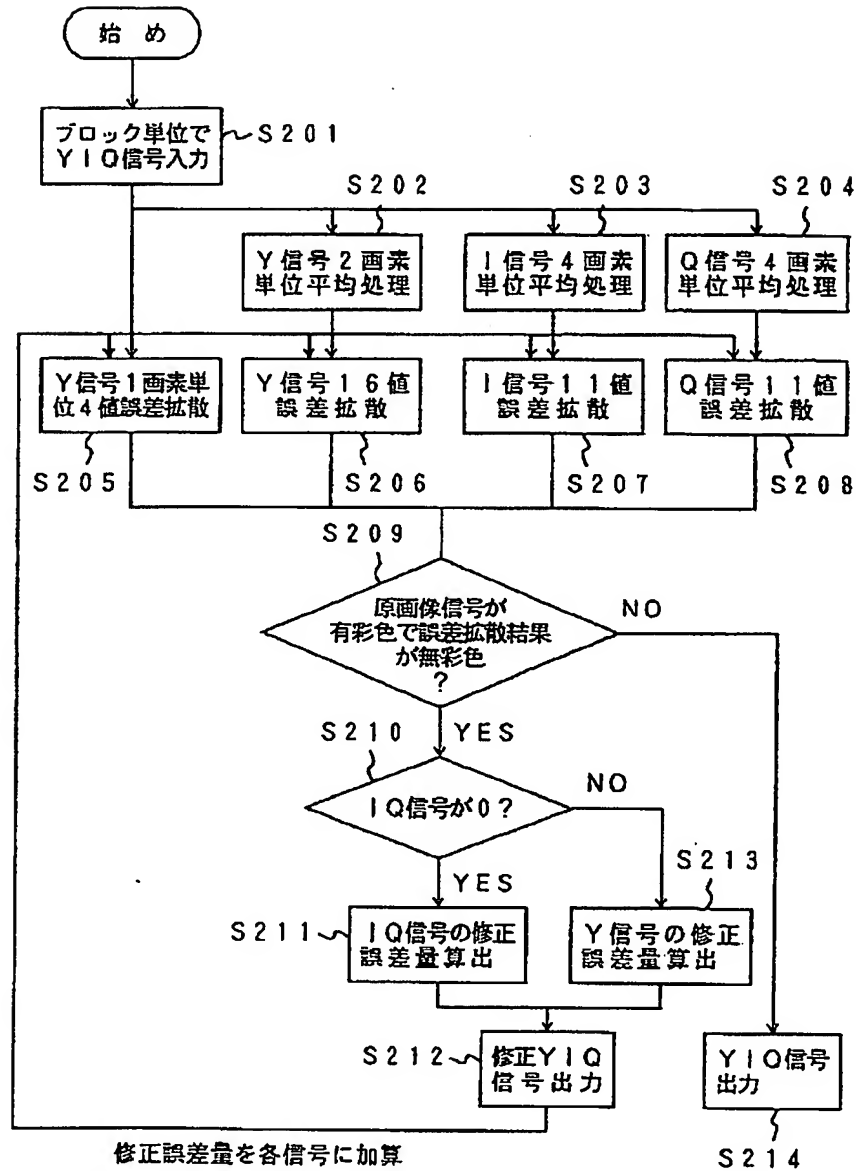 始め
ブロック単位で
YIQ信号入力
S201
S202
S203
S204
Y信号2画素
単位平均処理
I信号4画素
単位平均処理
Q信号4画素
単位平均処理
Y信号1画素単
位4値誤差拡散
Y信号16値
誤差拡散
I信号11値
誤差拡散
Q信号11値
誤差拡散
S205
S206
S207
S208
S209
原画像信号が
有彩色で誤差拡散結果
が無彩色
?
NO
YES
S210
IQ信号が0?
NO
YES
S213
S211
IQ信号の修正
誤差量算出
Y信号の修正
誤差量算出
S212
修正YIQ
信号出力
YIQ信号
出力
修正誤差量を各信号に加算
S214